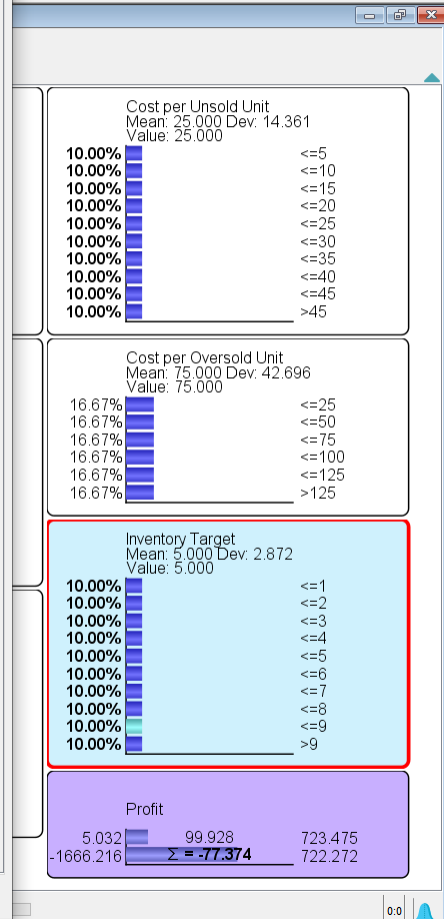 Cost per Unsold Unit
Mean: 25.000 Dev: 14.361
Value: 25.000
10.00% <=5
10.00% <=10
10.00% <=15
10.00% <=20
10.00% <=25
10.00% <=30
10.00% <=35
10.00% <=40
10.00% <=45
10.00% >45
Cost per Oversold Unit
Mean: 75.000 Dev: 42.696
Value: 75.000
16.67% <=25
16.67% <=50
16.67% <=75
16.67% <=100
16.67% <=125
16.67% >125
Inventory Target
Mean: 5.000 Dev: 2.872
Value: 5.000
10.00% <=1
10.00% <=2
10.00% <=3
10.00% <=4
10.00% <=5
10.00% <=6
10.00% <=7
10.00% <=8
10.00% <=9
10.00% >9
Profit
5.032 99.928 723.475
-1666.216 Σ = -77.374 722.272
0:0